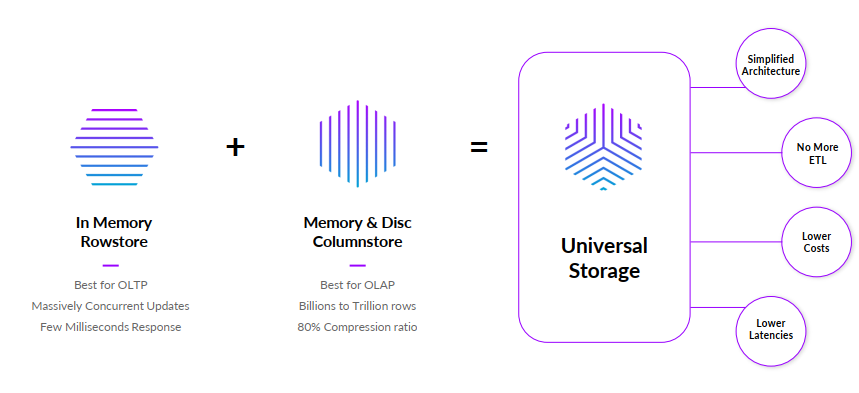 In Memory
Rowstore
Best for OLTP
Massively Concurrent Updates
Few Milliseconds Response
+
Memory & Disc
Columnstore
Best for OLAP
Billions to Trillion rows
80% Compression ratio
=
Universal
Storage
Simplified
Architecture
No More
ETL
Lower
Costs
Lower
Latencies